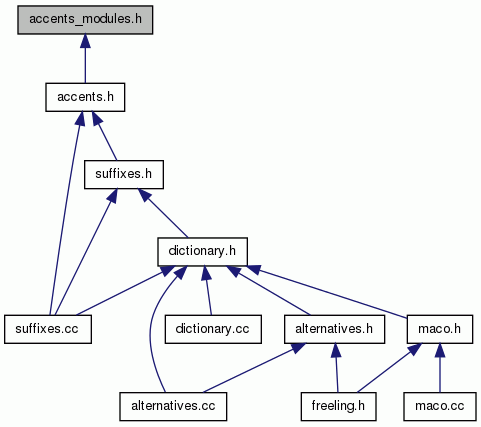 accents_modules.h
accents.h
suffixes.h
dictionary.h
suffixes.cc
dictionary.cc
alternatives.h
maco.h
alternatives.cc
freeling.h
maco.cc